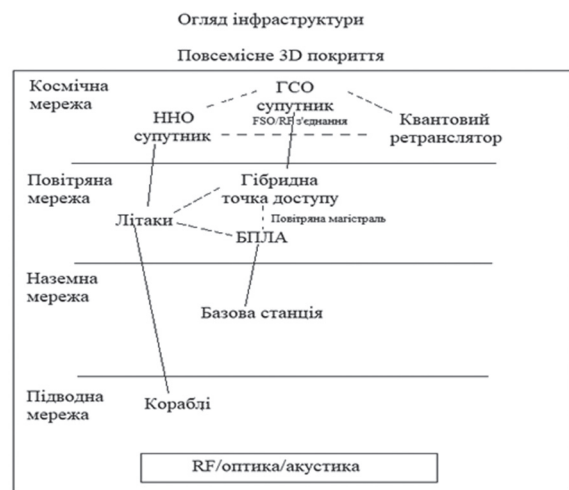 Огляд інфраструктури
Повсемісне 3D покриття
Космічна
мережа
ГСО
супутник
FSO/RF з'єднання
ННО
супутник
Квантовий
ретранслятор
Повітряна
мережа
Гібридна
точка доступу
Літаки
Повітряна магістраль
БПЛА
Наземна
мережа
Базова станція
Підводна
мережа
Кораблі
RF/оптика/акустика